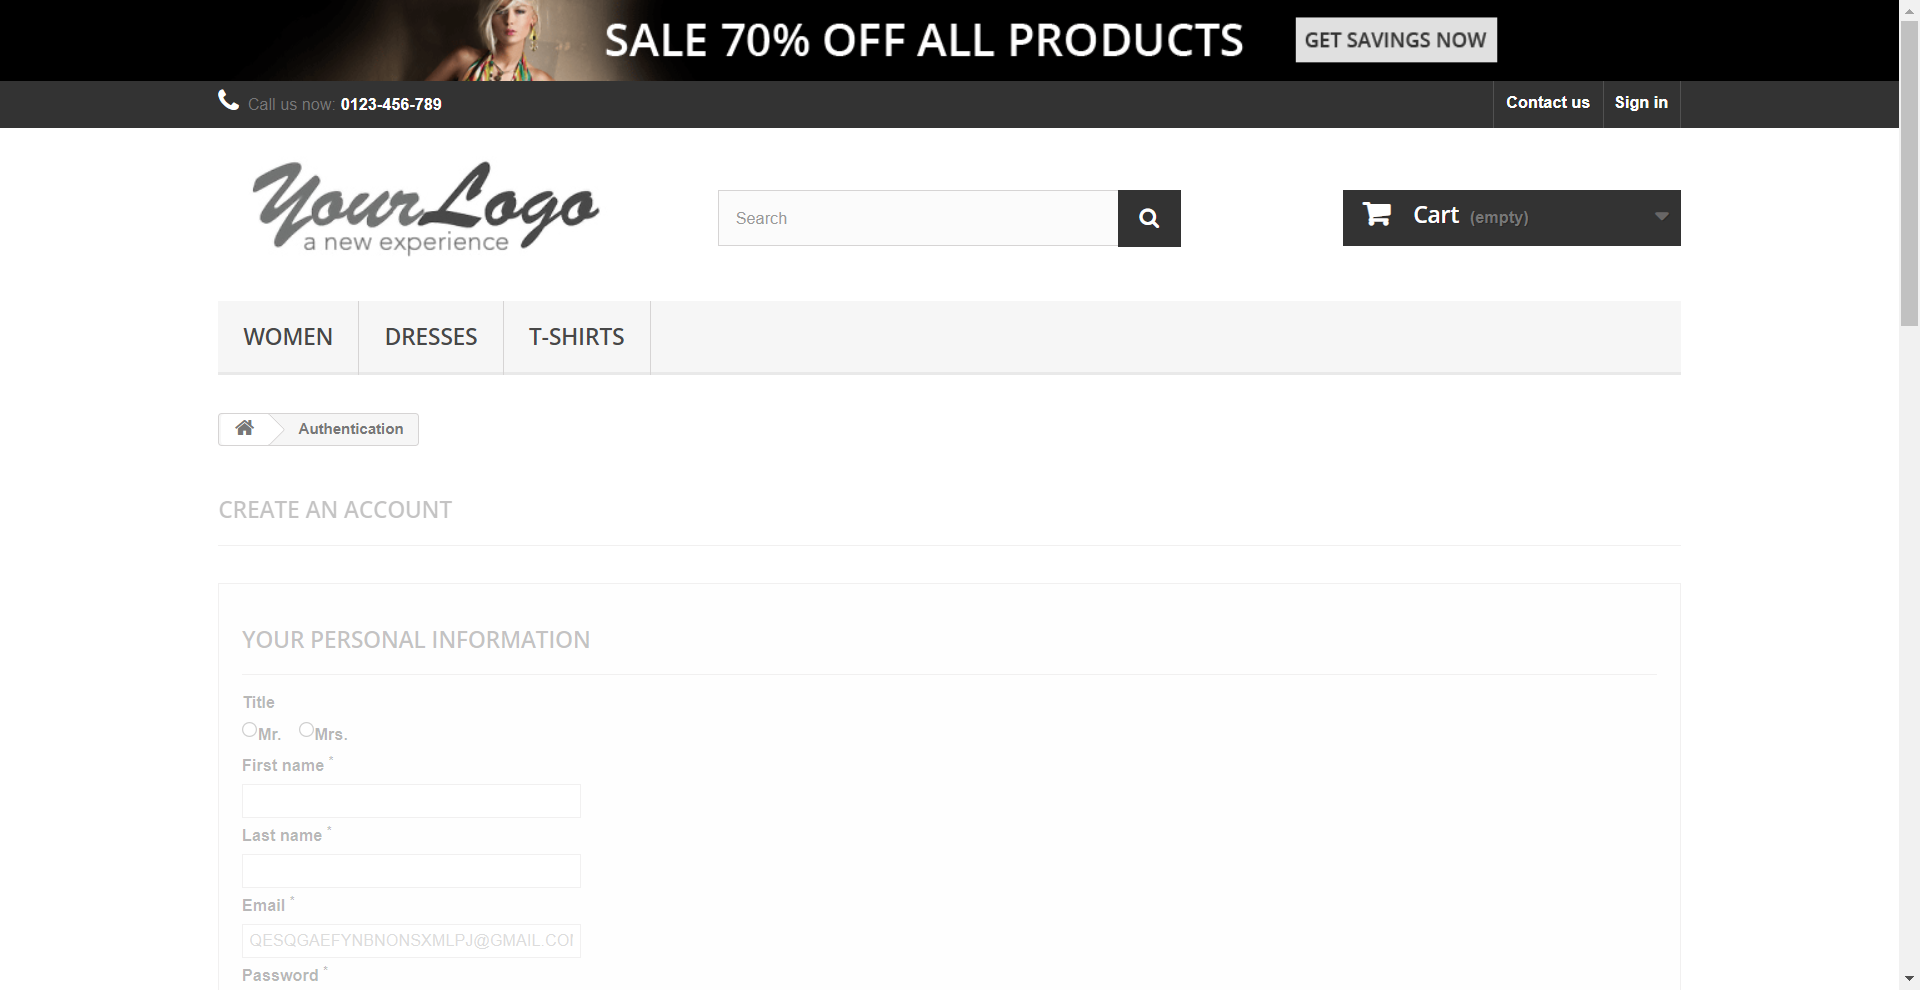 SALE 70% OFF ALL PRODUCTS GET SAVINGS NOW
Call us now: 0123-456-789 Contact us Sign in
YourLogo
a new experience
Search
Cart (empty)
WOMEN DRESSES T-SHIRTS
Authentication
CREATE AN ACCOUNT
YOUR PERSONAL INFORMATION
Title
Mr. Mrs.
First name *
Last name *
Email *
QESQGAEFYNBNONSXMLPJ@GMAIL.CO
Password *